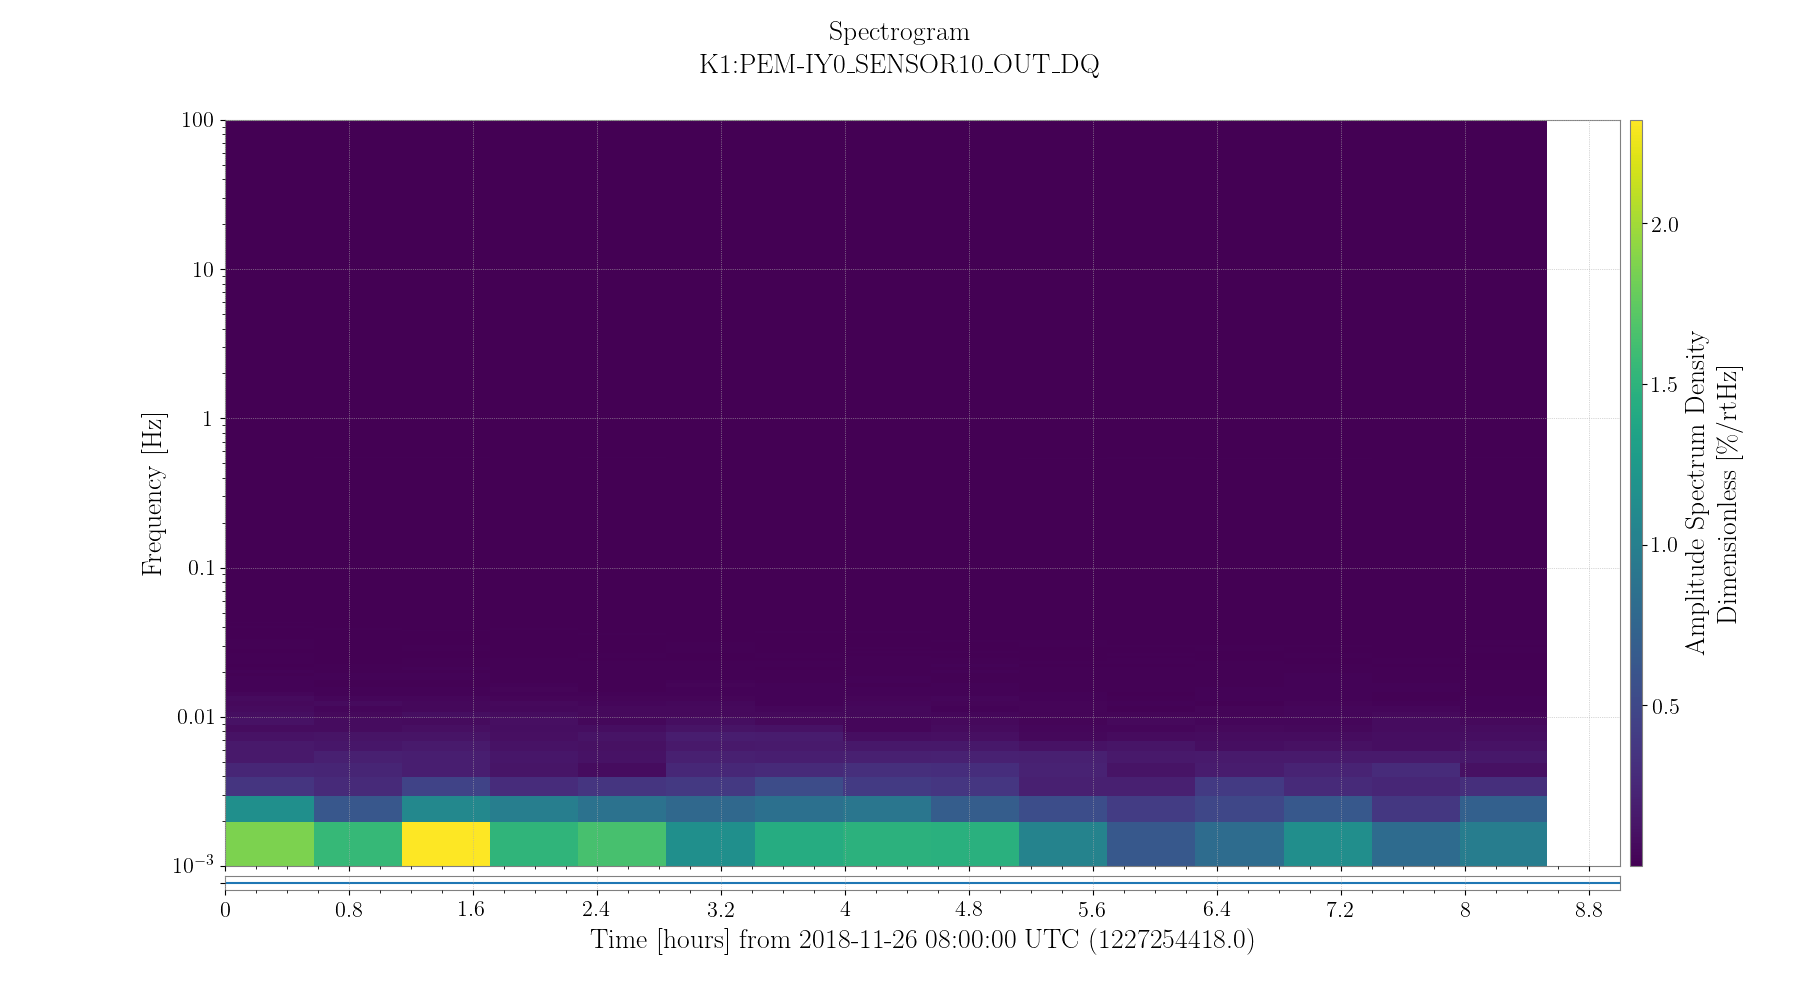 Spectrogram
K1:PEM-IY0_SENSOR10_OUT_DQ
100
10
1
0.1
0.01
10⁻³
Frequency [Hz]
2.0
1.5
1.0
0.5
Amplitude Spectrum Density
Dimensionless [%/rtHz]
0 0.8 1.6 2.4 3.2 4 4.8 5.6 6.4 7.2 8 8.8
Time [hours] from 2018-11-26 08:00:00 UTC (1227254418.0)